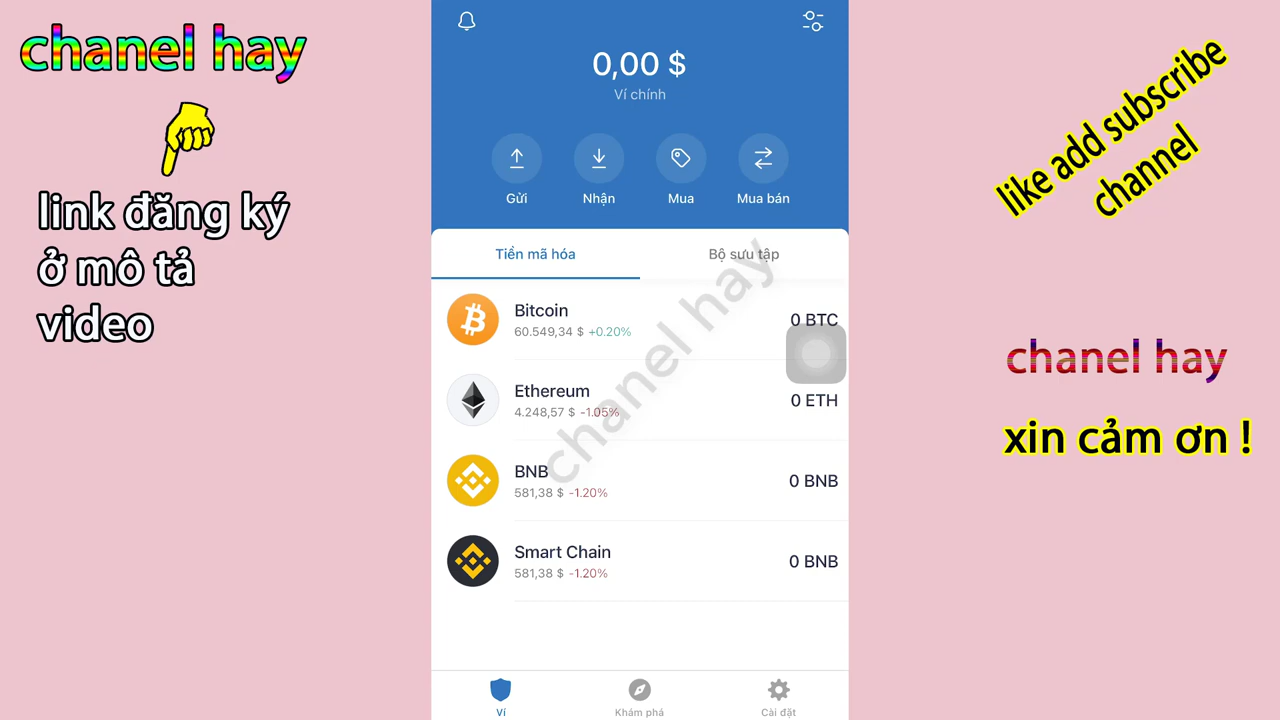 chanel hay
link đăng ký
ở mô tả
video
0,00 $
Ví chính
Gửi
Nhận
Mua
Mua bán
Tiền mã hóa
Bộ sưu tập
Bitcoin
60.549,34 $ +0.20%
0 BTC
Ethereum
4.248,57 $ -1.05%
0 ETH
BNB
581,38 $ -1.20%
0 BNB
Smart Chain
581,38 $ -1.20%
0 BNB
chanel hay
Ví
Khám phá
Cài đặt
like add subscribe
channel
chanel hay
xin cảm ơn !